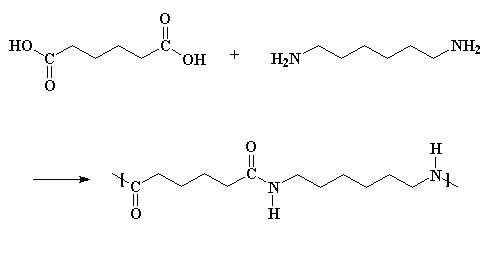 O
HO C C OH
O
+
H₂N NH₂
O H
[ C C N N ]
O H